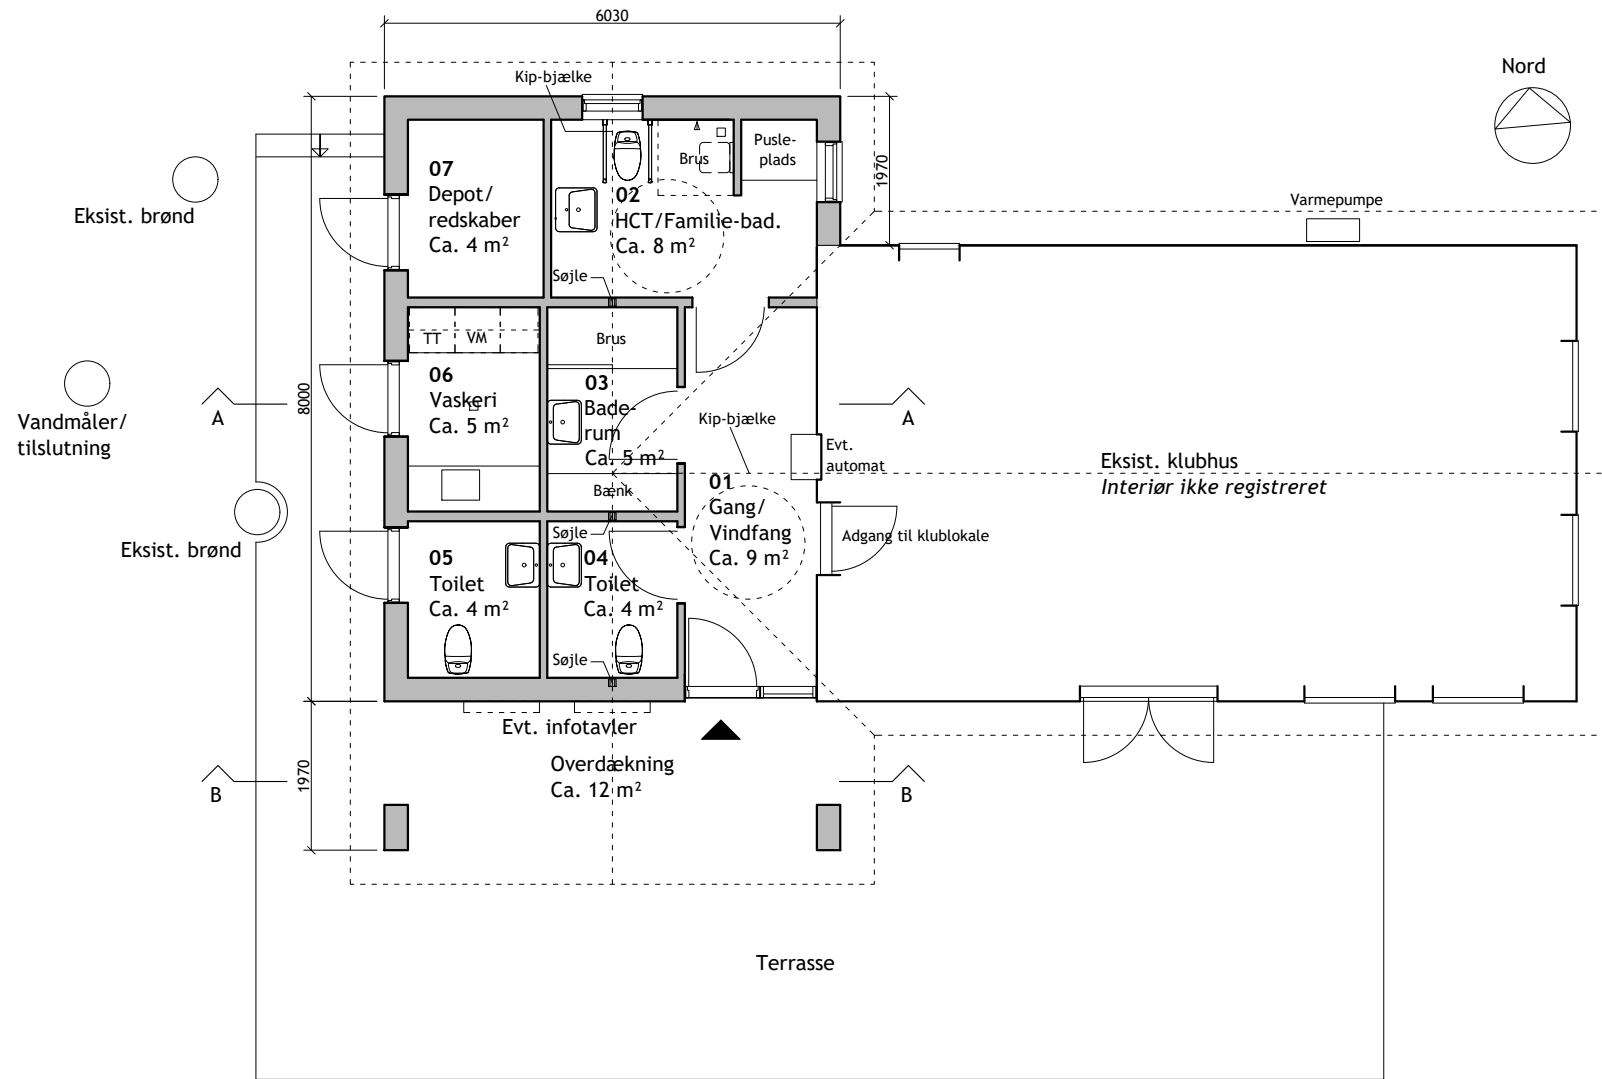 6030
Kip-bjælke
Nord
07
Depot/
redskaber
Ca. 4 m²
Brus
Pusle-
plads
1970
02
HCT/Familie-bad.
Ca. 8 m²
Eksist. brønd
Varmepumpe
Søjle
TT
VM
Brus
06
Vaskeri
Ca. 5 m²
03
Bade-
rum
Ca. 5 m²
8000
A
A
Vandmåler/
tilslutning
Kip-bjælke
Evt.
automat
Eksist. klubhus
Interiør ikke registreret
Bænk
01
Gang/
Vindfang
Ca. 9 m²
Søjle
Adgang til klublokale
Eksist. brønd
05
Toilet
Ca. 4 m²
04
Toilet
Ca. 4 m²
Søjle
Evt. infotavler
Overdækning
Ca. 12 m²
1970
B
B
Terrasse